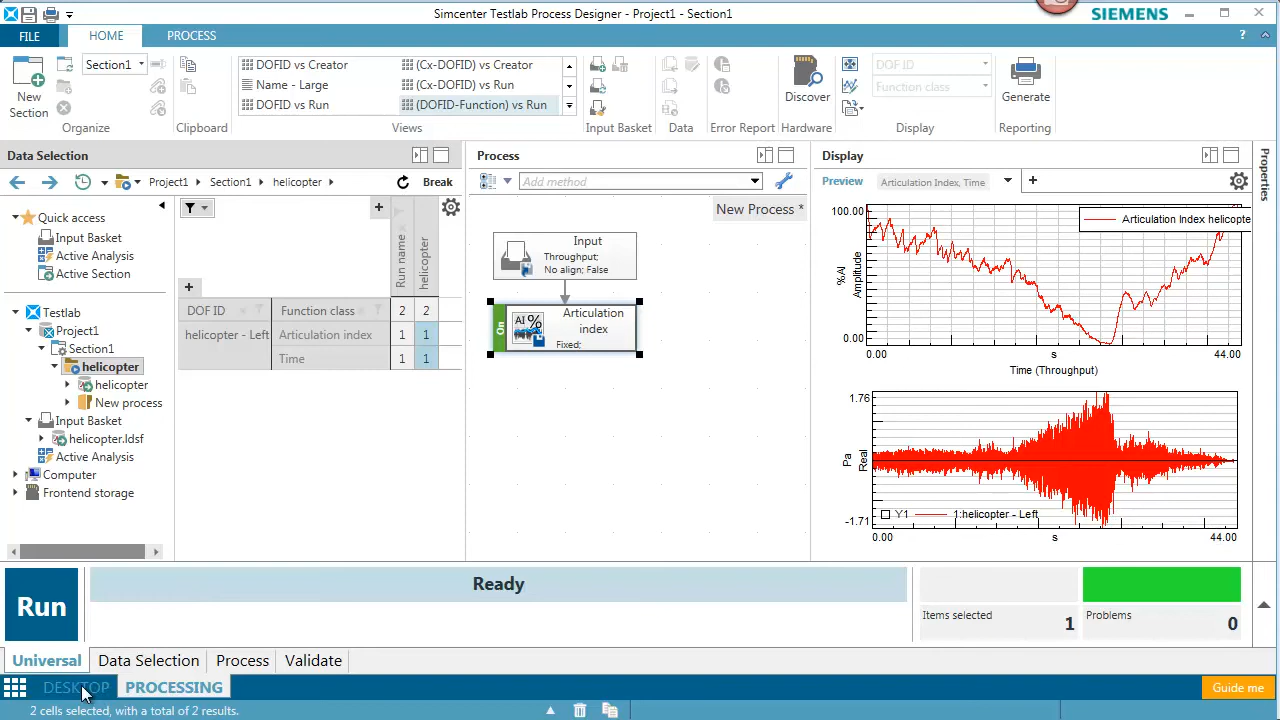 Simcenter Testlab Process Designer - Project1 - Section1
SIEMENS
FILE
HOME
PROCESS
?
New
Section
Section1
Organize
Clipboard
DOFID vs Creator
(Cx-DOFID) vs Creator
Name - Large
(Cx-DOFID) vs Run
DOFID vs Run
(DOFID-Function) vs Run
Views
Input Basket
Data
Error Report
Discover
Hardware
DOF ID
Function class
Display
Generate
Reporting
Data Selection
Project1
Section1
helicopter
Break
Quick access
Input Basket
Active Analysis
Active Section
Testlab
Project1
Section1
helicopter
helicopter
New process
Input Basket
helicopter.ldsf
Active Analysis
Computer
Frontend storage
Run name
helicopter
DOF ID
Function class
2
2
helicopter - Left
Articulation index
1
1
Time
1
1
Process
Add method
New Process *
Input
Throughput;
No align; False
On
AI%
Articulation
index
Fixed;
Display
Preview
Articulation Index, Time
Properties
100.00
Articulation Index helicopte
%AI
Amplitude
0.00
0.00
s
44.00
Time (Throughput)
1.76
Pa
Real
-1.71
Y1
1:helicopter - Left
0.00
s
44.00
Run
Ready
Items selected
1
Problems
0
Universal
Data Selection
Process
Validate
DESKTOP
PROCESSING
Guide me
2 cells selected, with a total of 2 results.